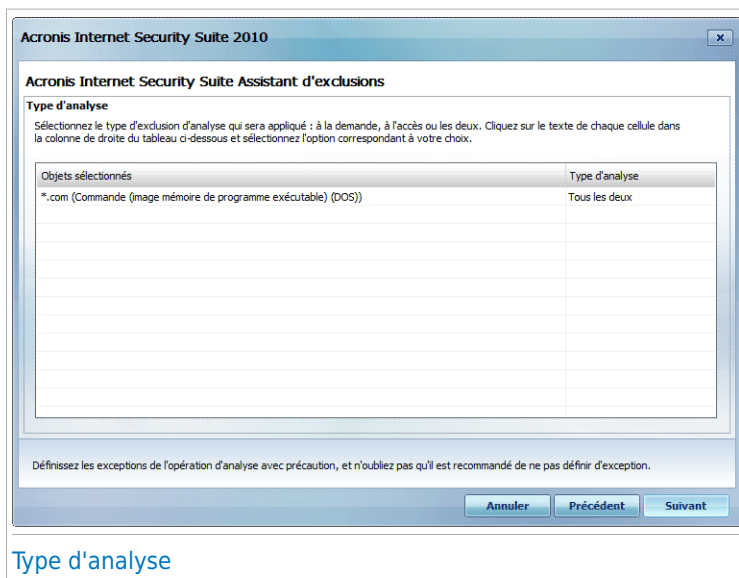 Acronis Internet Security Suite 2010
Acronis Internet Security Suite Assistant d'exclusions
Type d'analyse
Sélectionnez le type d'exclusion d'analyse qui sera appliqué : à la demande, à l'accès ou les deux. Cliquez sur le texte de chaque cellule dans
la colonne de droite du tableau ci-dessous et sélectionnez l'option correspondant à votre choix.
Objets sélectionnés Type d'analyse
*.com (Commande (image mémoire de programme exécutable) (DOS)) Tous les deux
Définissez les exceptions de l'opération d'analyse avec précaution, et n'oubliez pas qu'il est recommandé de ne pas définir d'exception.
Annuler Précédent Suivant
Type d'analyse